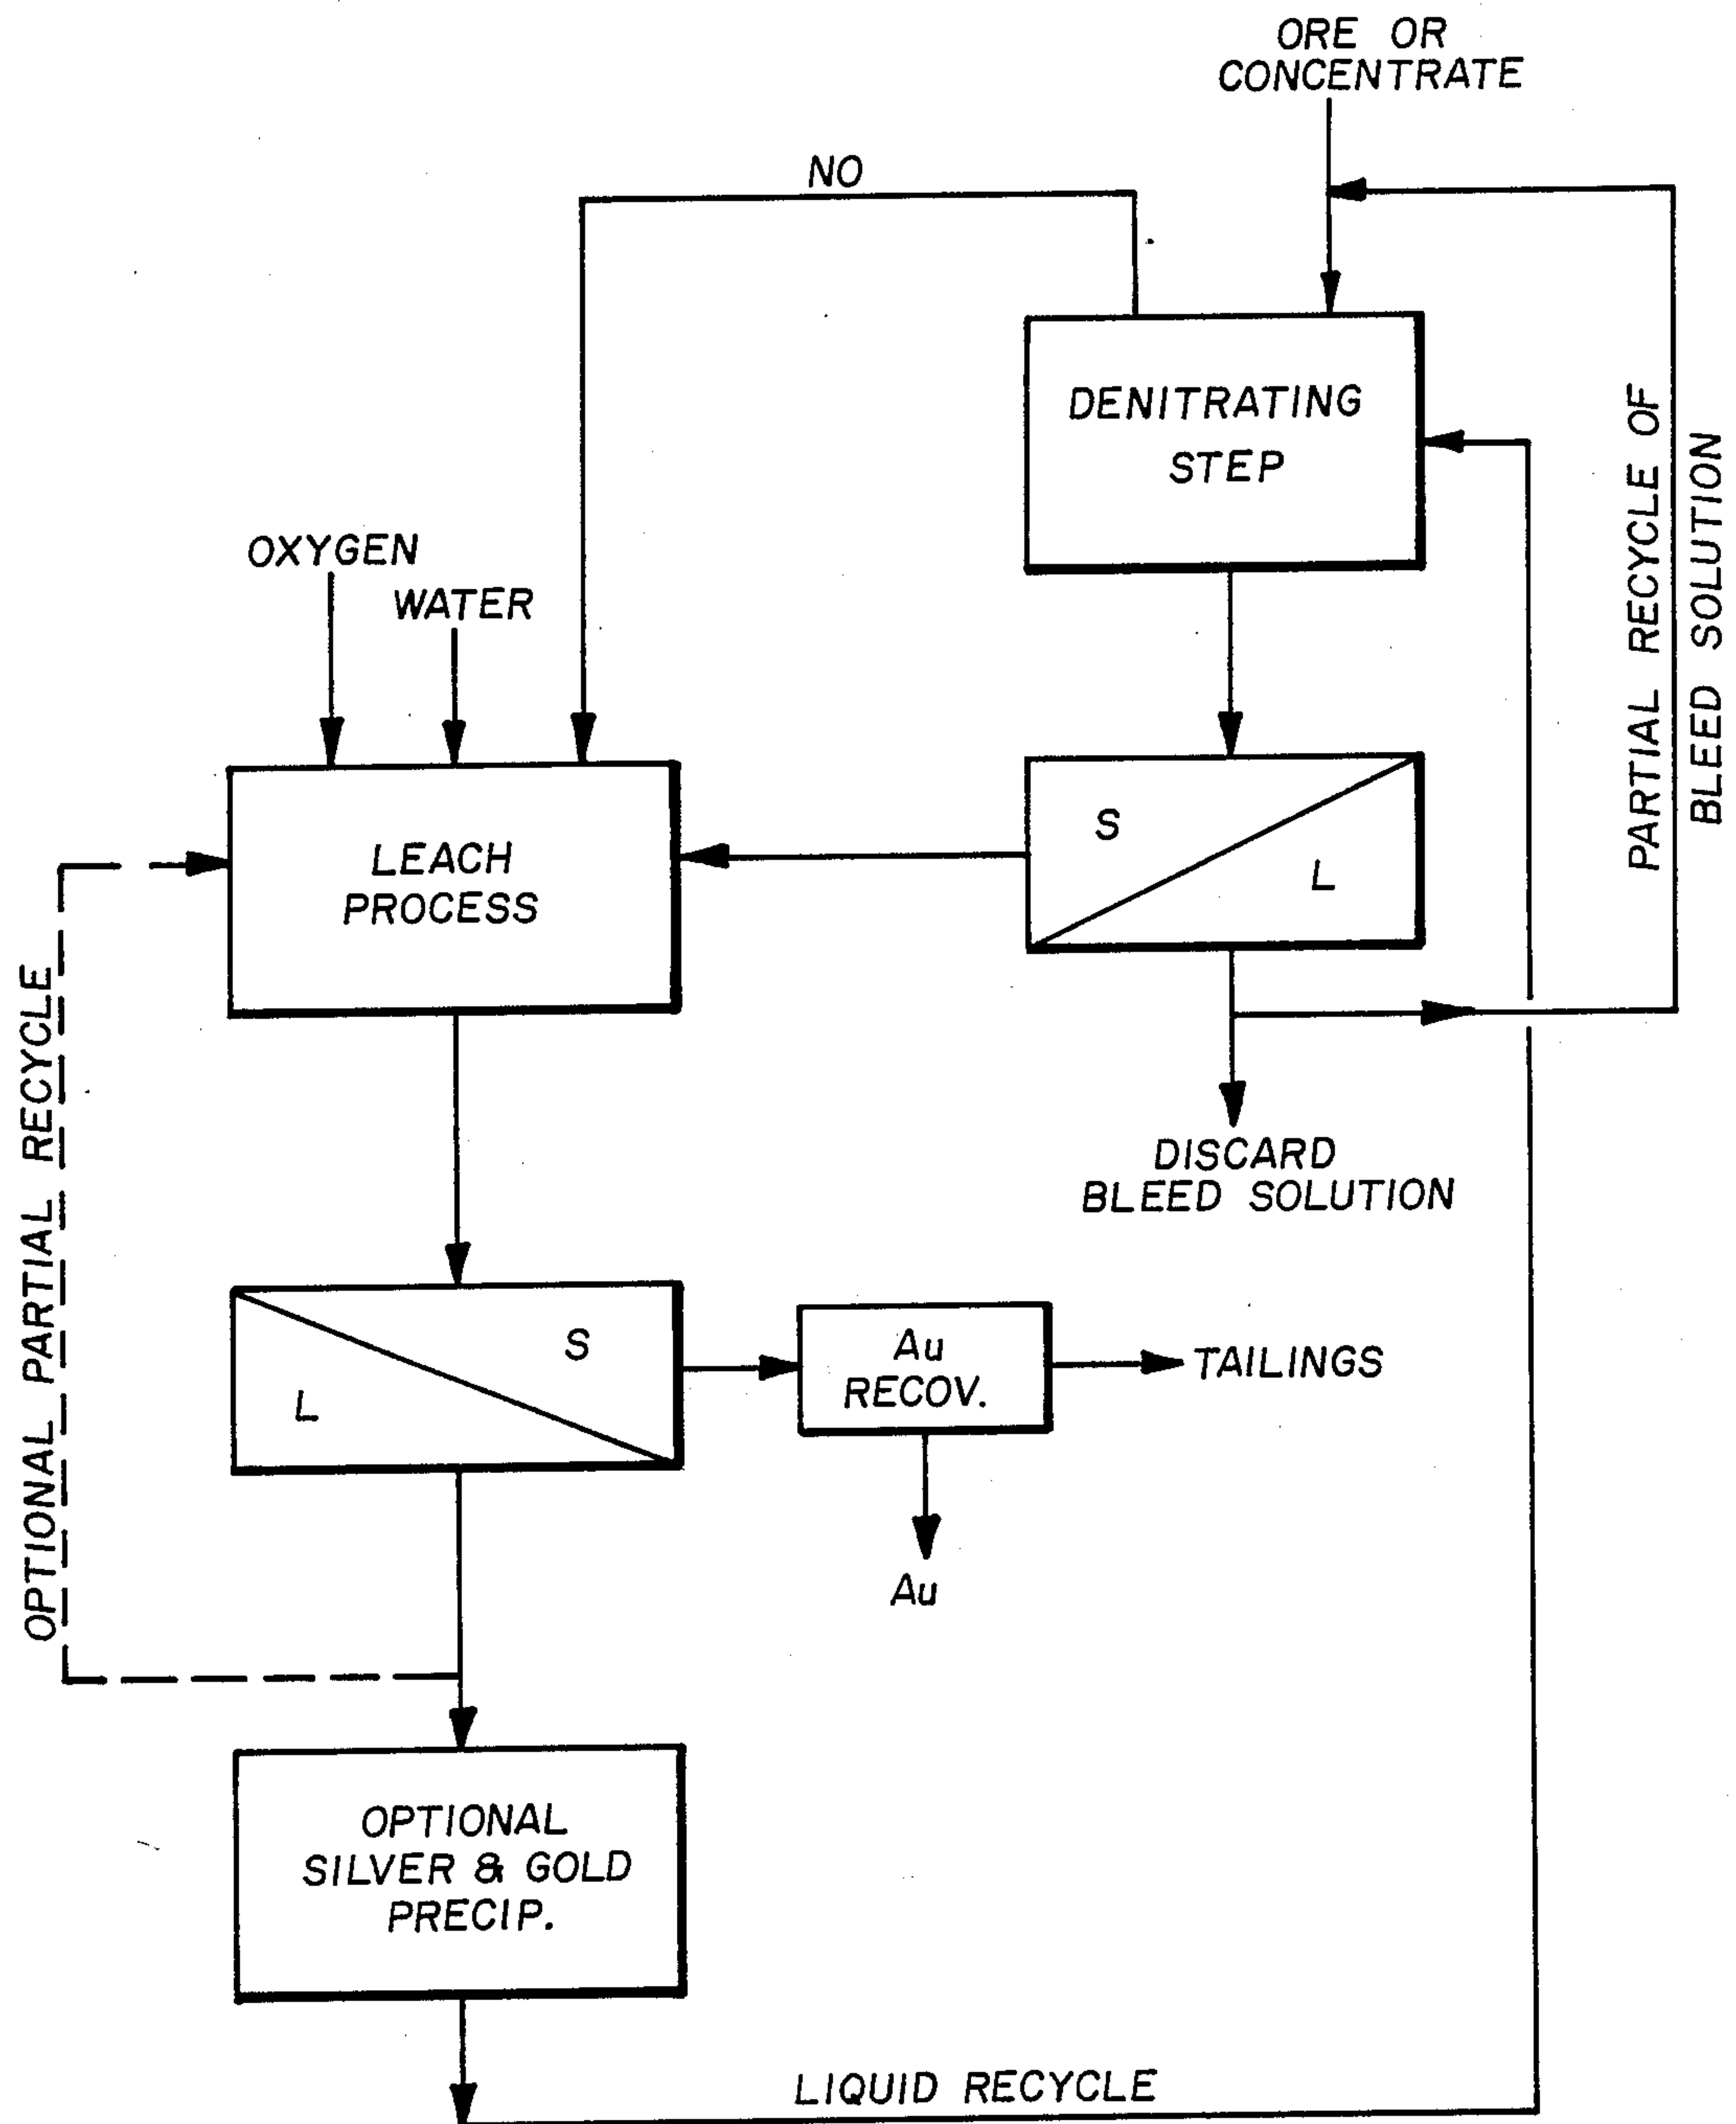 ORE OR
CONCENTRATE
NO
DENITRATING
STEP
PARTIAL RECYCLE OF
BLEED SOLUTION
OXYGEN
WATER
LEACH
PROCESS
S
L
OPTIONAL PARTIAL RECYCLE
DISCARD
BLEED SOLUTION
S
L
Au
RECOV.
TAILINGS
Au
OPTIONAL
SILVER & GOLD
PRECIP.
LIQUID RECYCLE